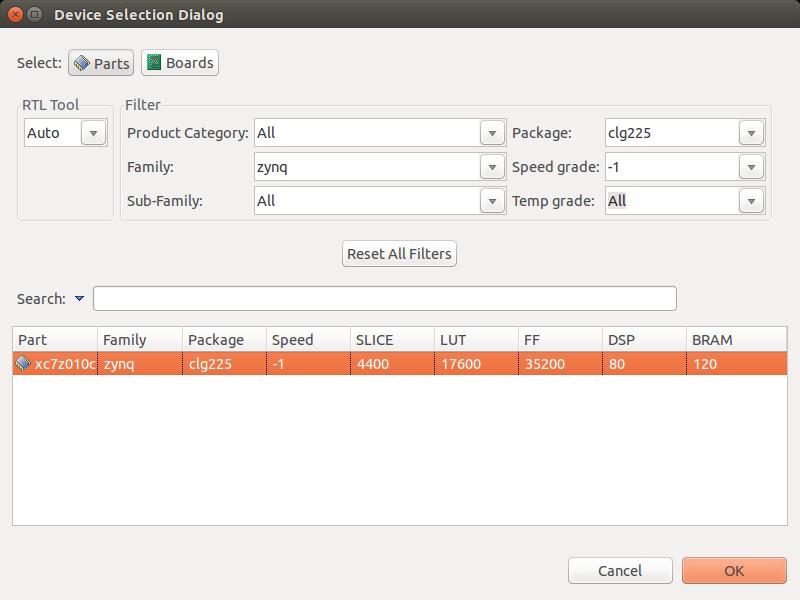 Device Selection Dialog
Select: Parts Boards
RTL Tool Filter
Auto Product Category: All Package: clg225
Family: zynq Speed grade: -1
Sub-Family: All Temp grade: All
Reset All Filters
Search:
Part Family Package Speed SLICE LUT FF DSP BRAM
xc7z010c zynq clg225 -1 4400 17600 35200 80 120
Cancel OK